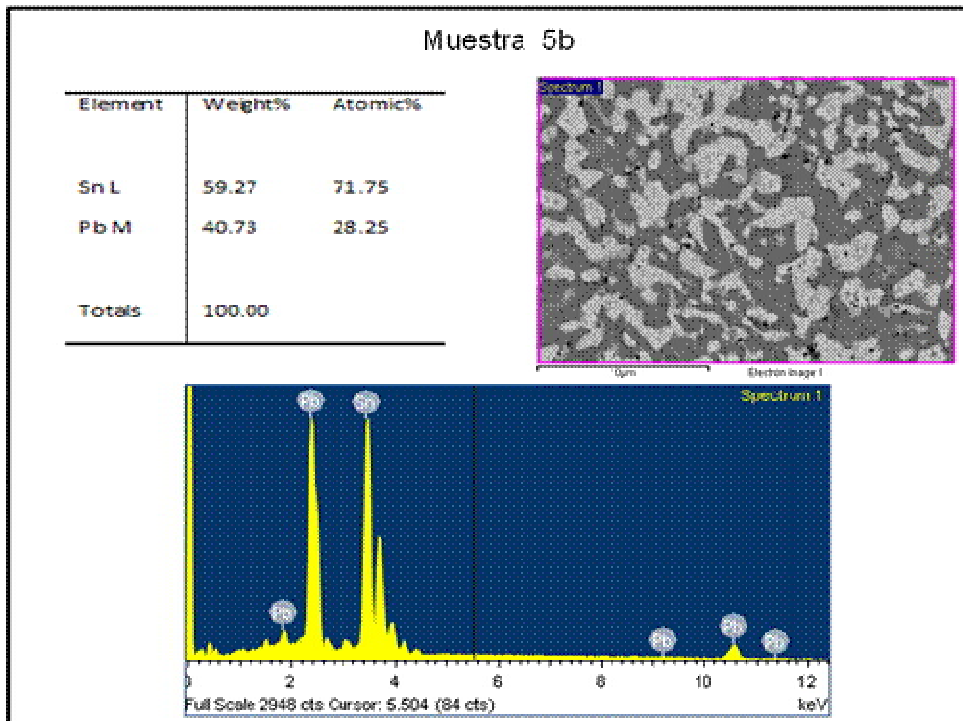 Muestra 5b
Element Weight% Atomic%
Sn L 59.27 71.75
Pb M 40.73 28.25
Totals 100.00
Spectrum 1
10µm Electron Image 1
Spectrum 1
Pb Sn
Pb Pb Pb Pb
0 2 4 6 8 10 12
Full Scale 2948 cts Cursor: 5.504 (84 cts) keV